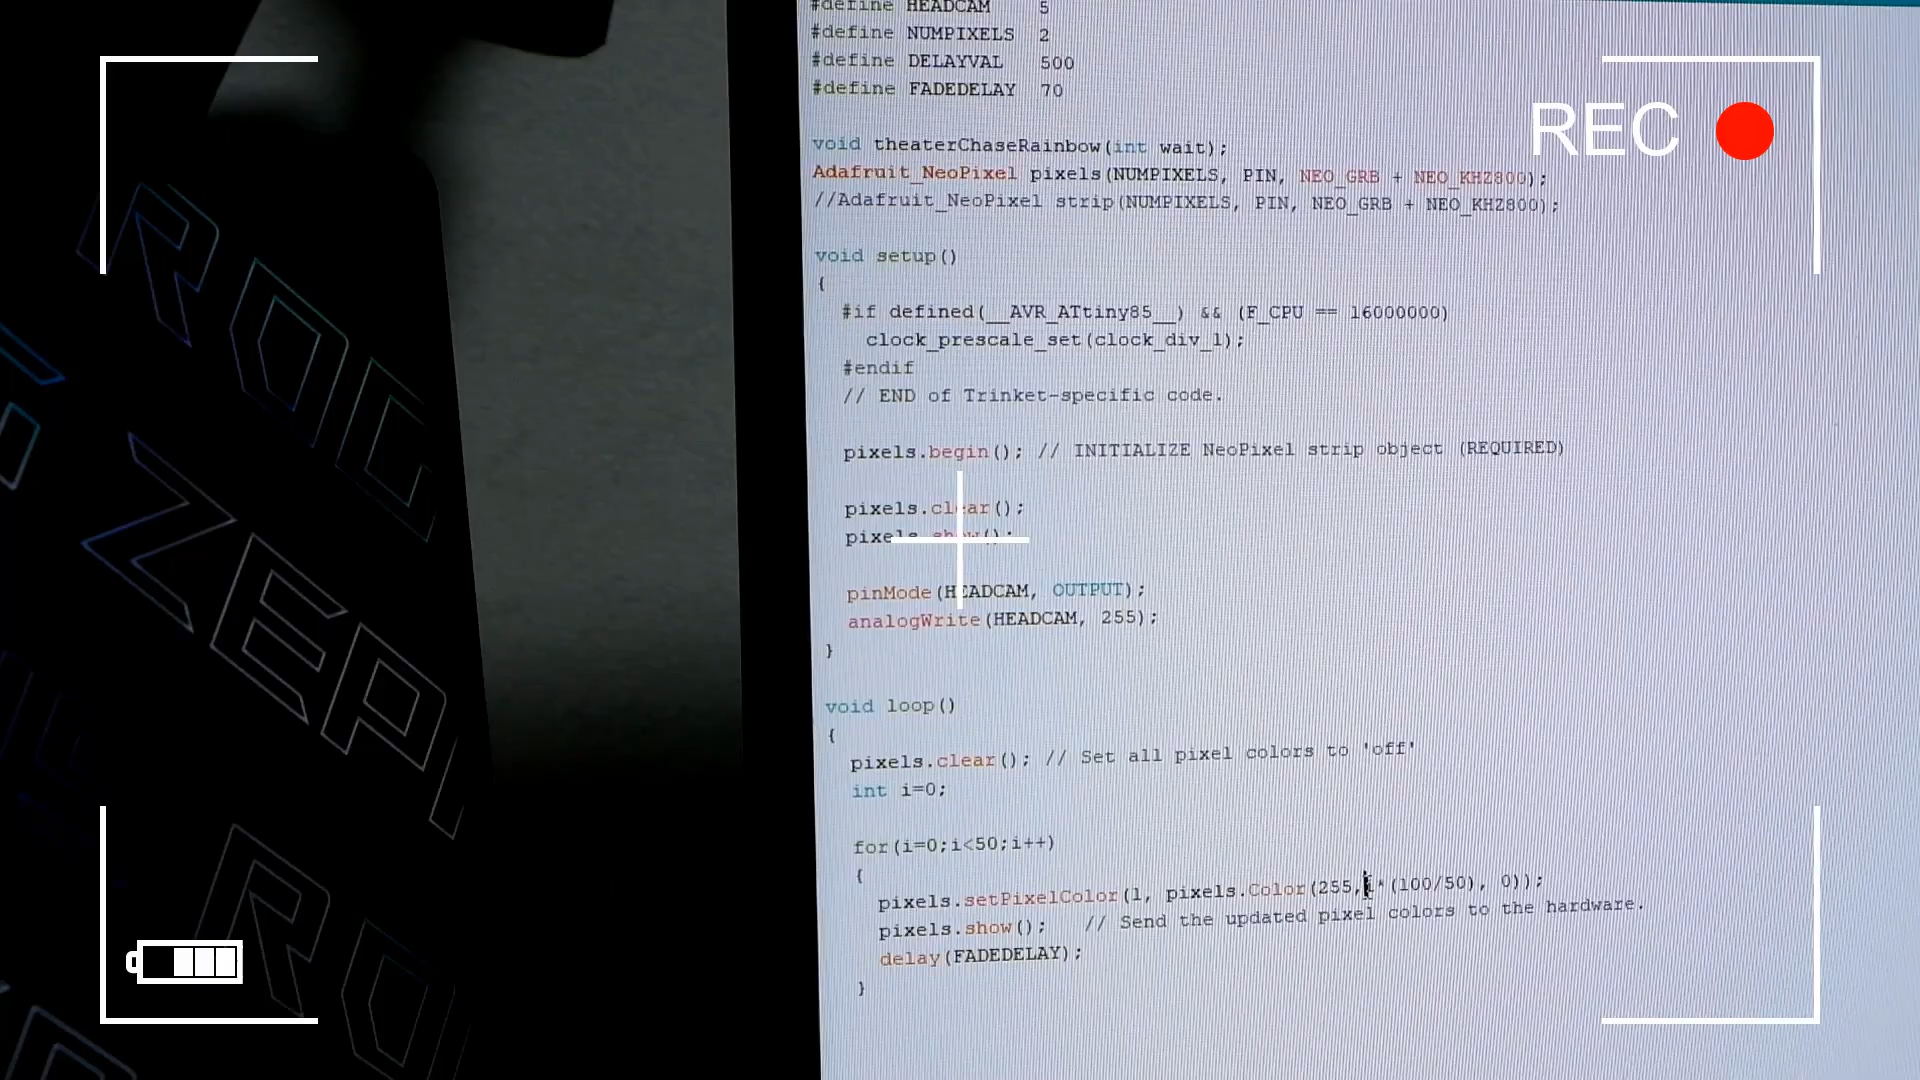 #define HEADCAM 5
#define NUMPIXELS 2
#define DELAYVAL 500
#define FADEDELAY 70
REC
void theaterChaseRainbow(int wait);
Adafruit_NeoPixel pixels(NUMPIXELS, PIN, NEO_GRB + NEO_KHZ800);
//Adafruit_NeoPixel strip(NUMPIXELS, PIN, NEO_GRB + NEO_KHZ800);
void setup()
{
#if defined(__AVR_ATtiny85__) && (F_CPU == 16000000)
clock_prescale_set(clock_div_1);
#endif
// END of Trinket-specific code.
pixels.begin(); // INITIALIZE NeoPixel strip object (REQUIRED)
pixels.clear();
pixels.show();
pinMode(HEADCAM, OUTPUT);
analogWrite(HEADCAM, 255);
}
void loop()
{
pixels.clear(); // Set all pixel colors to 'off'
int i=0;
for(i=0;i<50;i++)
{
pixels.setPixelColor(1, pixels.Color(255,i*(100/50), 0));
pixels.show(); // Send the updated pixel colors to the hardware.
delay(FADEDELAY);
}
ROG
ZEP
RO